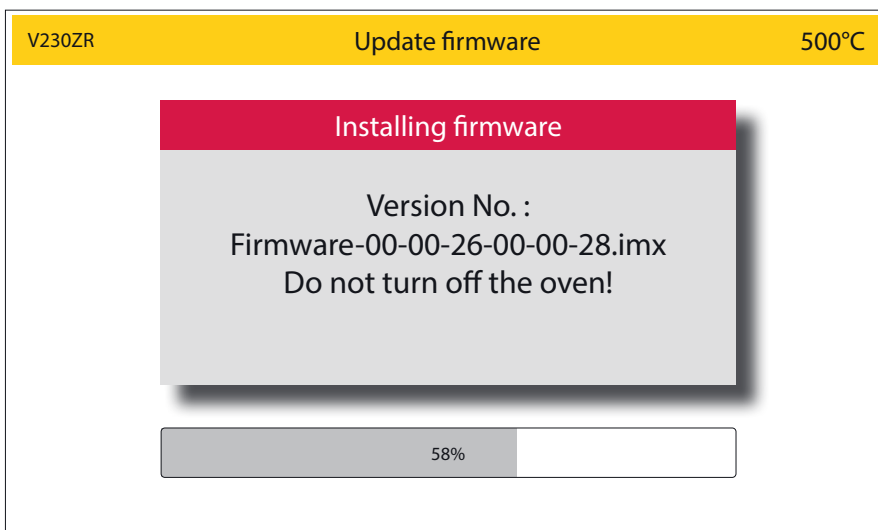 V230ZR Update firmware 500°C
Installing firmware
Version No. :
Firmware-00-00-26-00-00-28.imx
Do not turn off the oven!
58%